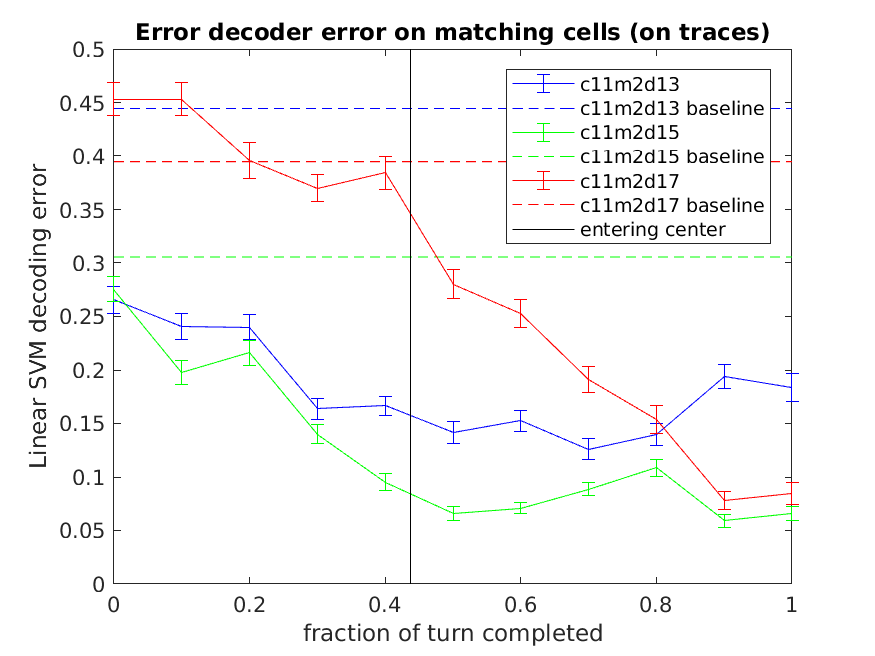 Error decoder error on matching cells (on traces)
0.5
0.45
0.4
0.35
0.3
0.25
0.2
0.15
0.1
0.05
0
Linear SVM decoding error
c11m2d13
c11m2d13 baseline
c11m2d15
c11m2d15 baseline
c11m2d17
c11m2d17 baseline
entering center
0 0.2 0.4 0.6 0.8 1
fraction of turn completed